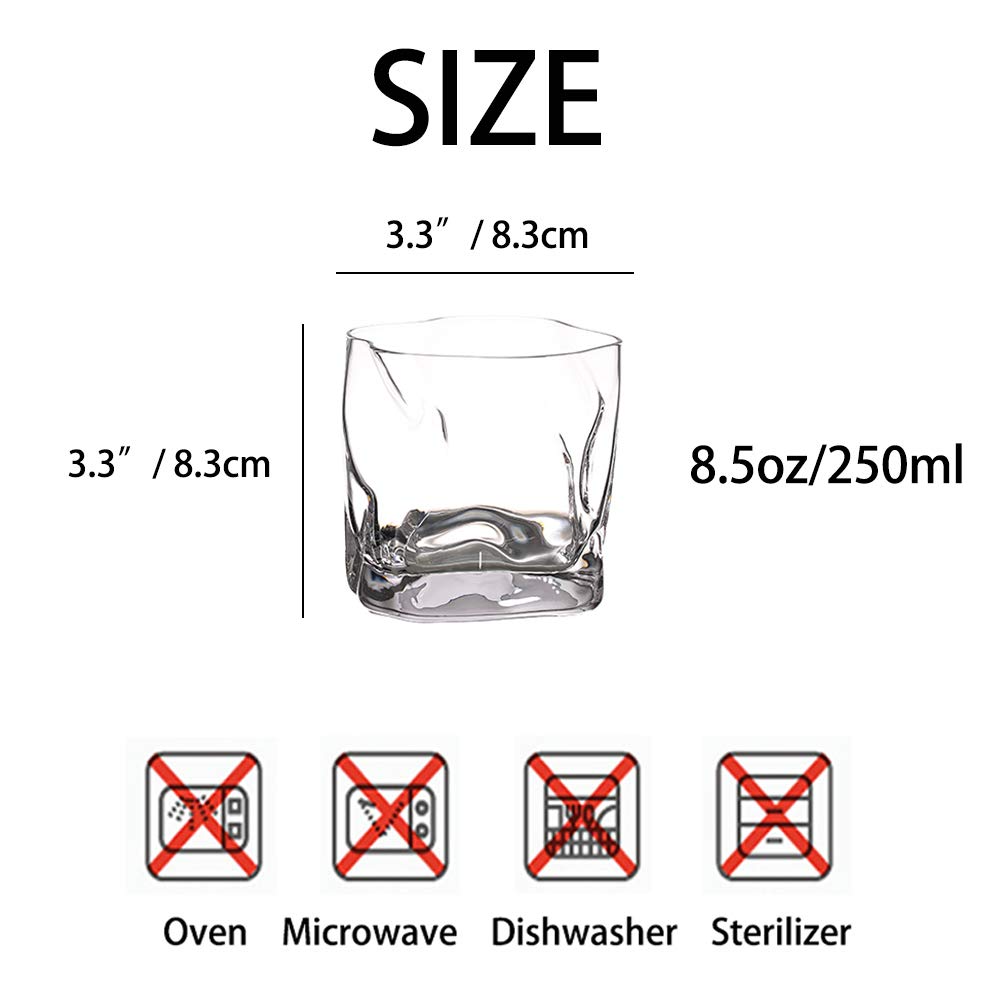 SIZE
3.3″ / 8.3cm
3.3″ / 8.3cm
8.5oz/250ml
Oven Microwave Dishwasher Sterilizer